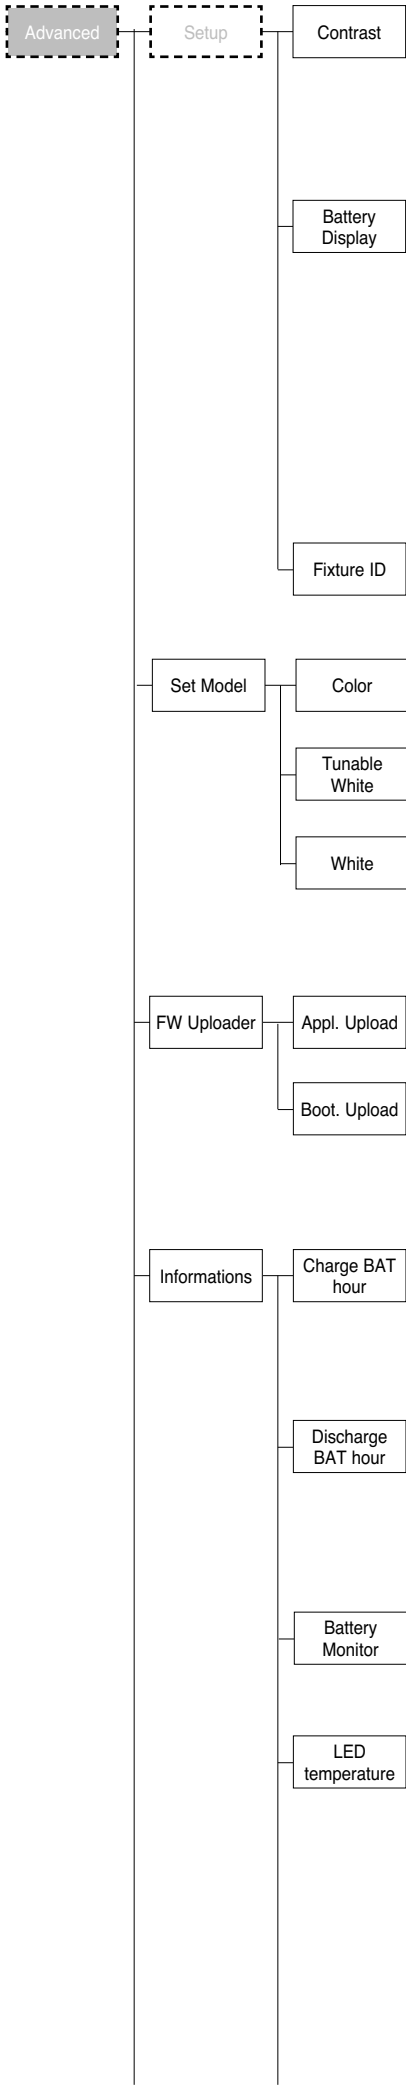 Advanced
Setup
Contrast
Battery
Display
Fixture ID
Set Model
Color
Tunable
White
White
FW Uploader
Appl. Upload
Boot. Upload
Informations
Charge BAT
hour
Discharge
BAT hour
Battery
Monitor
LED
temperature